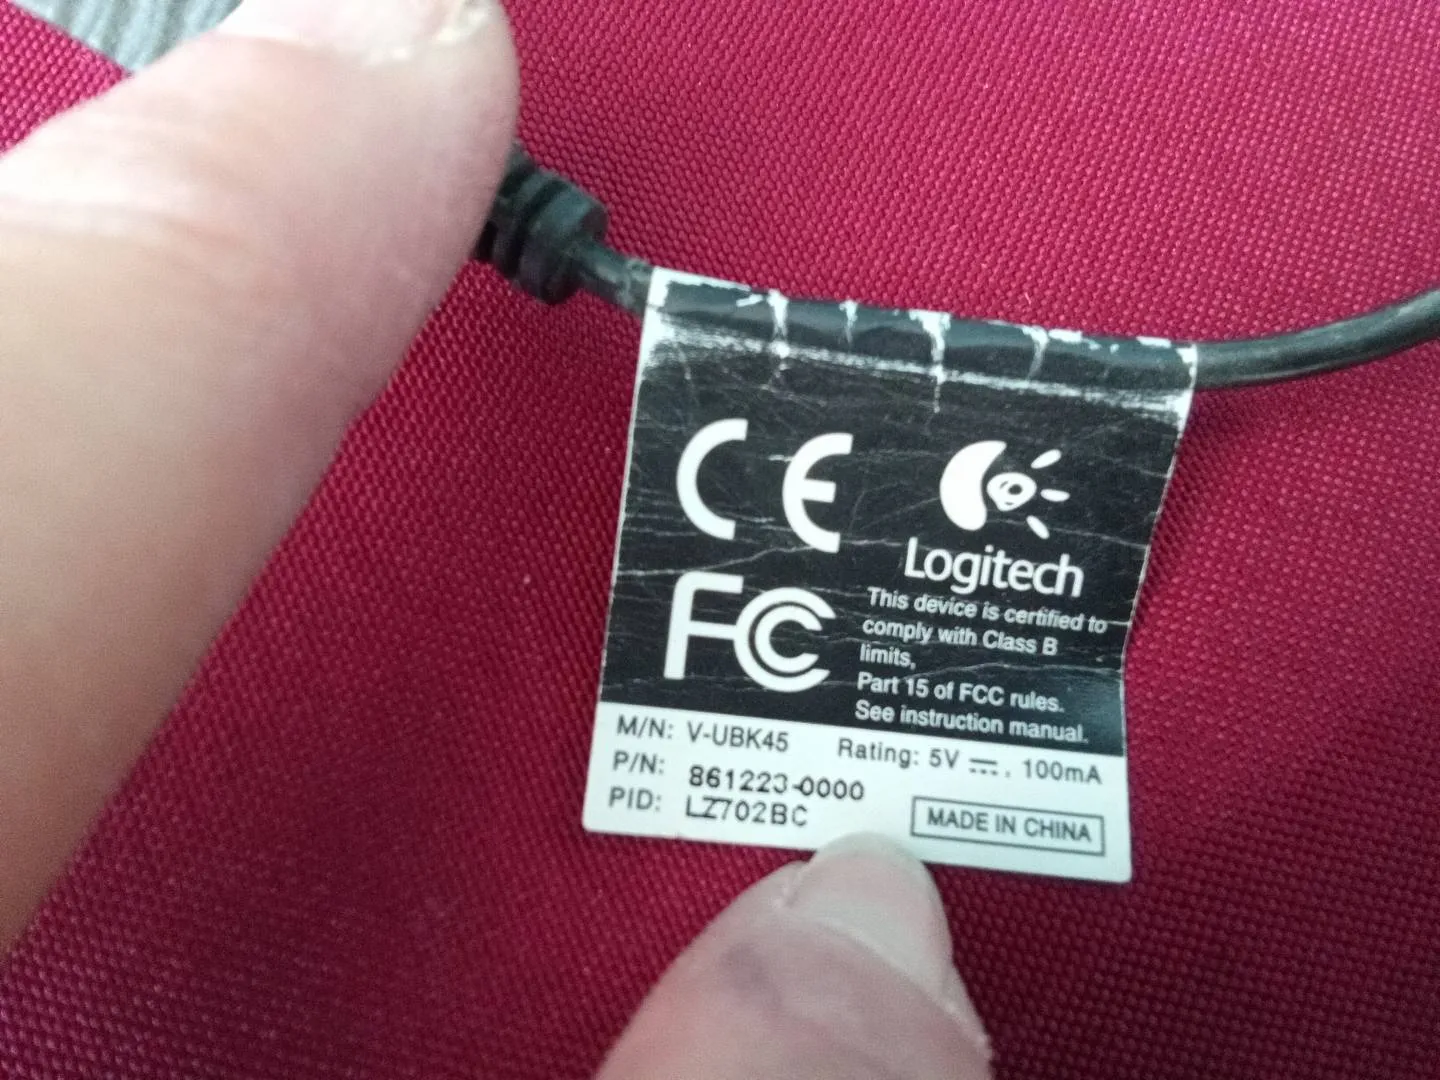 CE
Logitech
FC
This device is certified to
comply with Class B
limits,
Part 15 of FCC rules.
See instruction manual.
M/N: V-UBK45
Rating: 5V ⎓, 100mA
P/N: 861223-0000
PID: LZ702BC
MADE IN CHINA